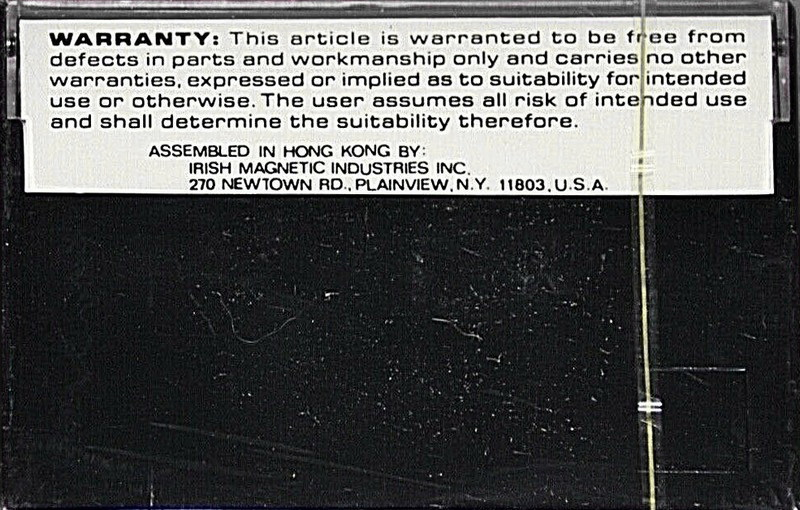 WARRANTY: This article is warranted to be free from
defects in parts and workmanship only and carries no other
warranties, expressed or implied as to suitability for intended
use or otherwise. The user assumes all risk of intended use
and shall determine the suitability therefore.
ASSEMBLED IN HONG KONG BY:
IRISH MAGNETIC INDUSTRIES INC.
270 NEWTOWN RD., PLAINVIEW, N.Y. 11803, U.S.A.